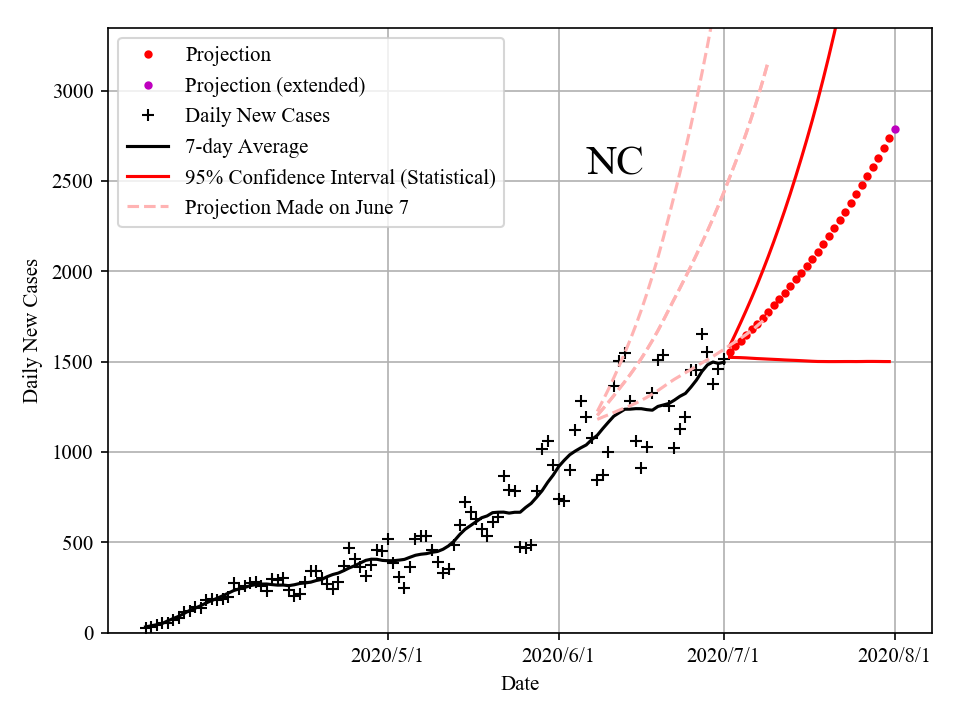 Projection
Projection (extended)
Daily New Cases
7-day Average
95% Confidence Interval (Statistical)
Projection Made on June 7
NC
3000
2500
2000
1500
1000
500
0
Daily New Cases
2020/5/1
2020/6/1
2020/7/1
2020/8/1
Date